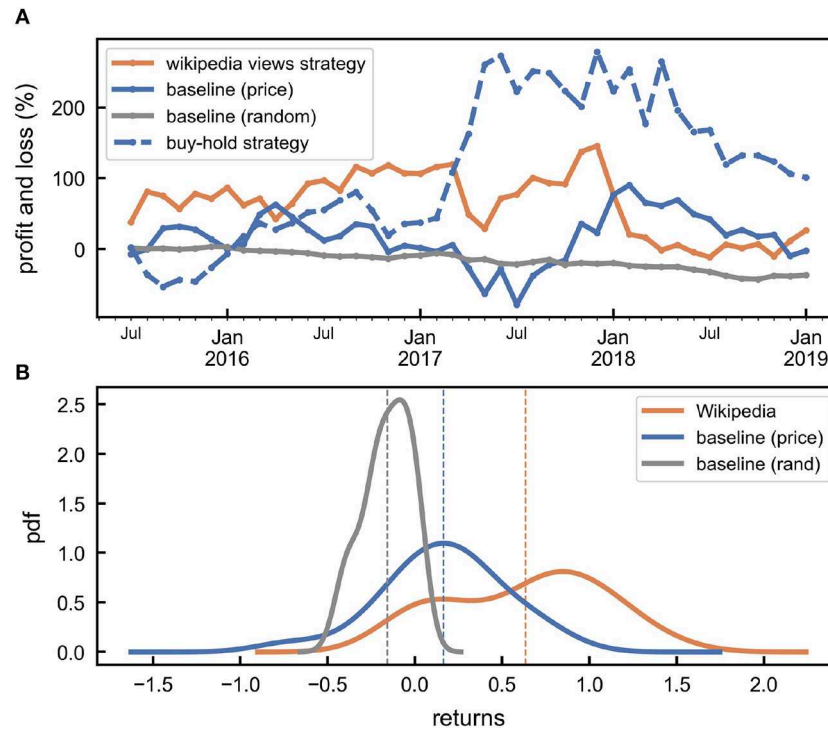 A
wikipedia views strategy
baseline (price)
baseline (random)
buy-hold strategy
profit and loss (%)
200
100
0
Jul Jan Jul Jan Jul Jan Jul Jan
2016 2017 2018 2019
B
Wikipedia
baseline (price)
baseline (rand)
pdf
2.5
2.0
1.5
1.0
0.5
0.0
−1.5 −1.0 −0.5 0.0 0.5 1.0 1.5 2.0
returns